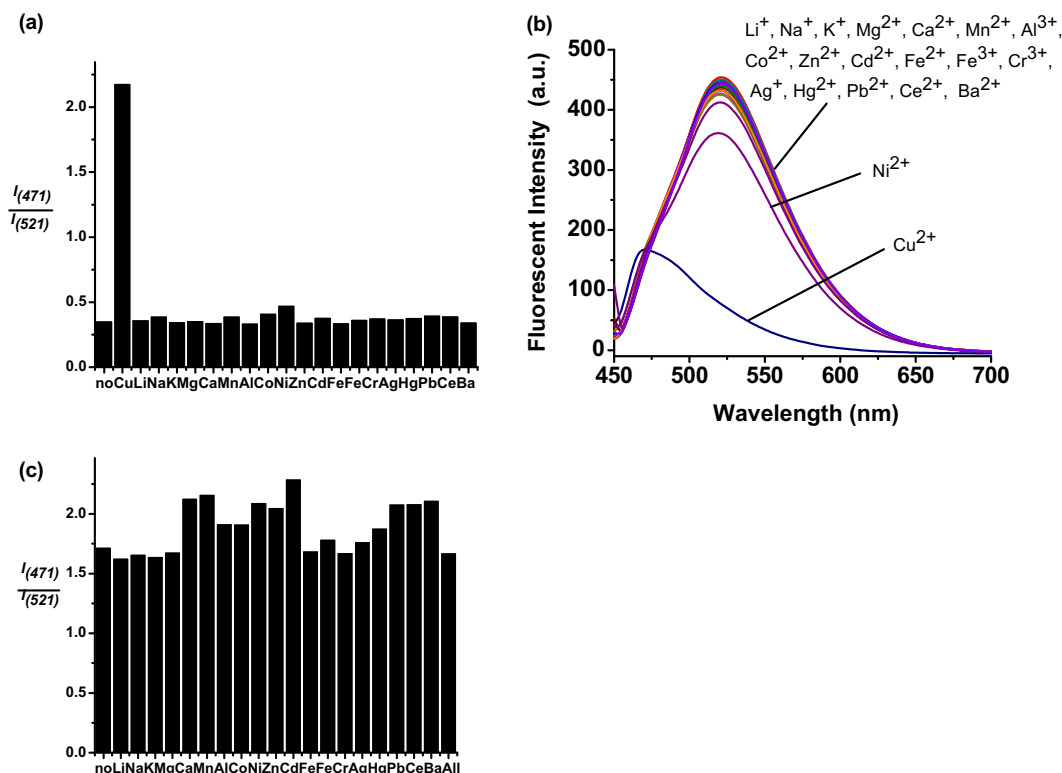 (a)
2.0
1.5
1.0
0.5
0.0
I(471)
I(521)
noCuLiNaKMgCaMnAlCoNiZnCdFeFeCrAgHgPbCeBa
(b)
Li+, Na+, K+, Mg2+, Ca2+, Mn2+, Al3+,
Co2+, Zn2+, Cd2+, Fe2+, Fe3+, Cr3+,
Ag+, Hg2+, Pb2+, Ce2+, Ba2+
Ni2+
Cu2+
500
400
300
200
100
0
Fluorescent Intensity (a.u.)
450 500 550 600 650 700
Wavelength (nm)
(c)
2.0
1.5
1.0
0.5
0.0
I(471)
I(521)
noLiNaKMgCaMnAlCoNiZnCdFeFeCrAgHgPbCeBaAll